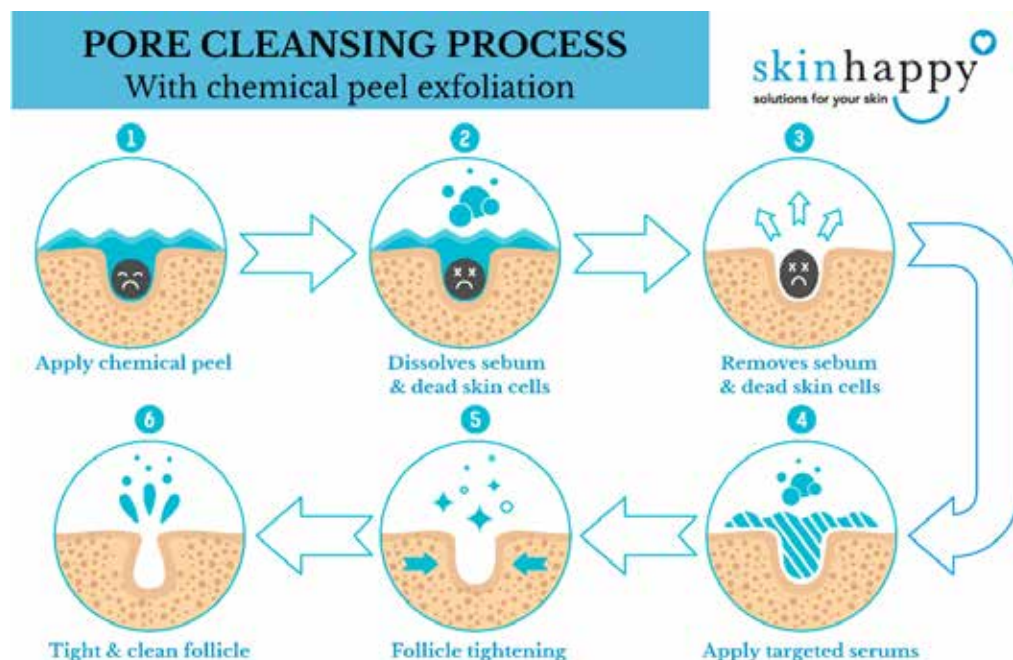 PORE CLEANSING PROCESS
With chemical peel exfoliation
skinhappy
solutions for your skin
1
Apply chemical peel
2
Dissolves sebum
& dead skin cells
3
Removes sebum
& dead skin cells
4
Apply targeted serums
5
Follicle tightening
6
Tight & clean follicle